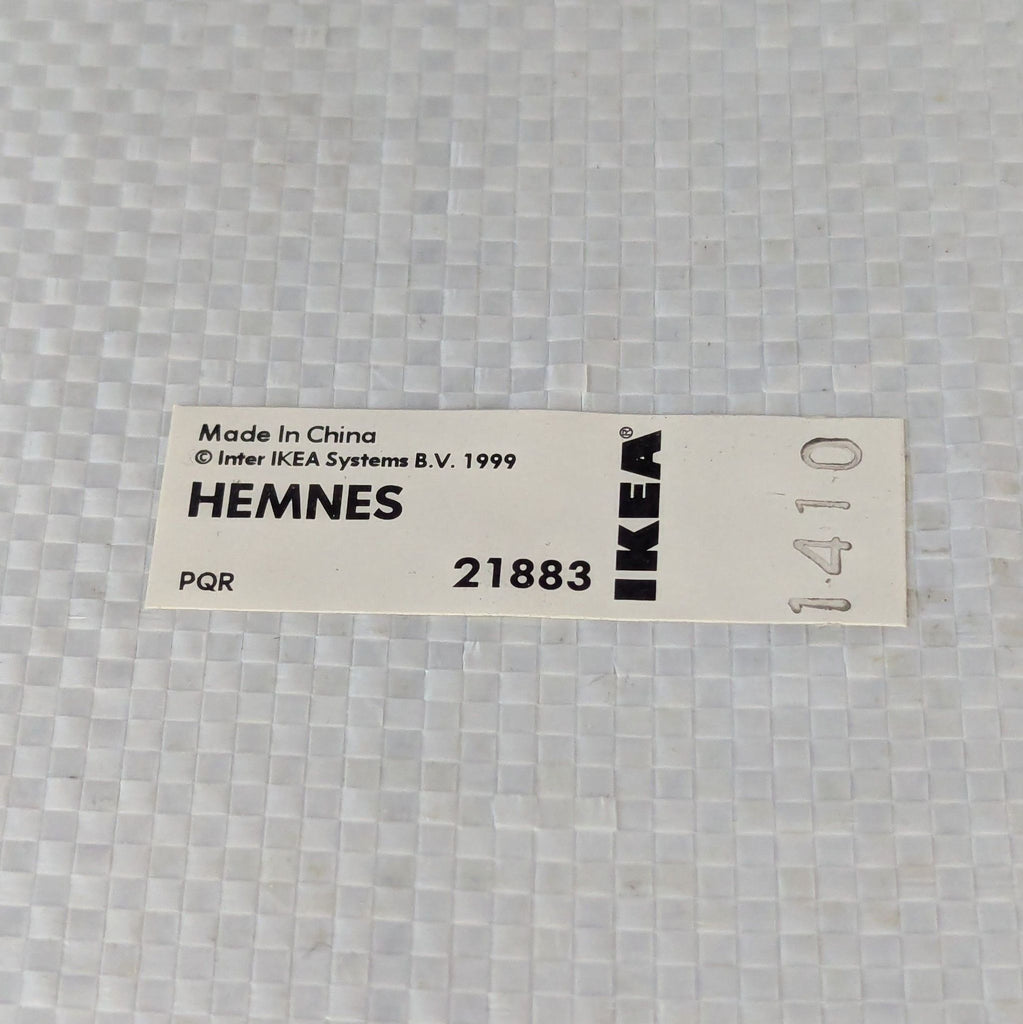 Made In China
© Inter IKEA Systems B.V. 1999
HEMNES
PQR
21883
IKEA®
1410